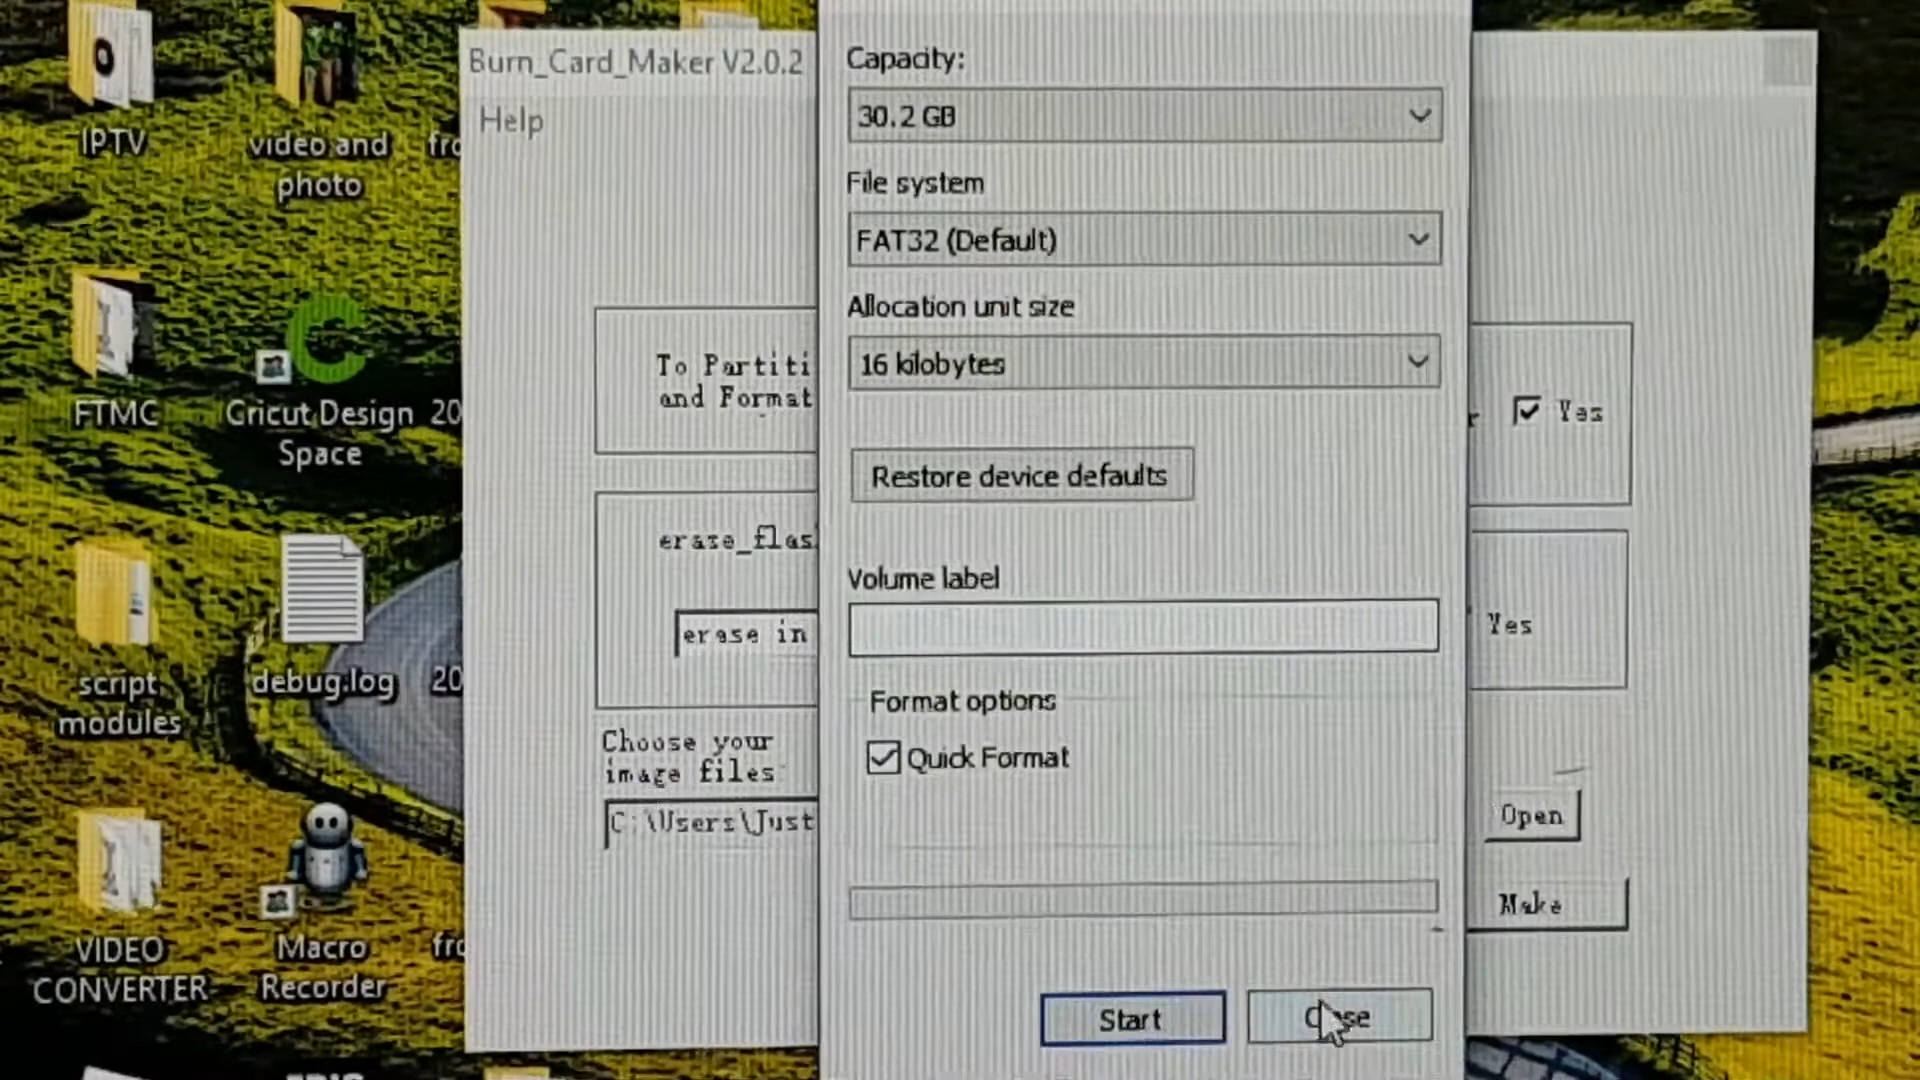 IPTV
video and
photo
FTMC
Cricut Design
Space
20
script
modules
debug.log
20
VIDEO
CONVERTER
Macro
Recorder
Burn_Card_Maker V2.0.2
Help
To Partiti
and Format
erase_flas
erase in
Choose your
image files
C:\Users\Just
Capacity:
30.2 GB
File system
FAT32 (Default)
Allocation unit size
16 kilobytes
Restore device defaults
Volume label
Format options
Quick Format
Start
Close
Yes
Yes
Open
Make